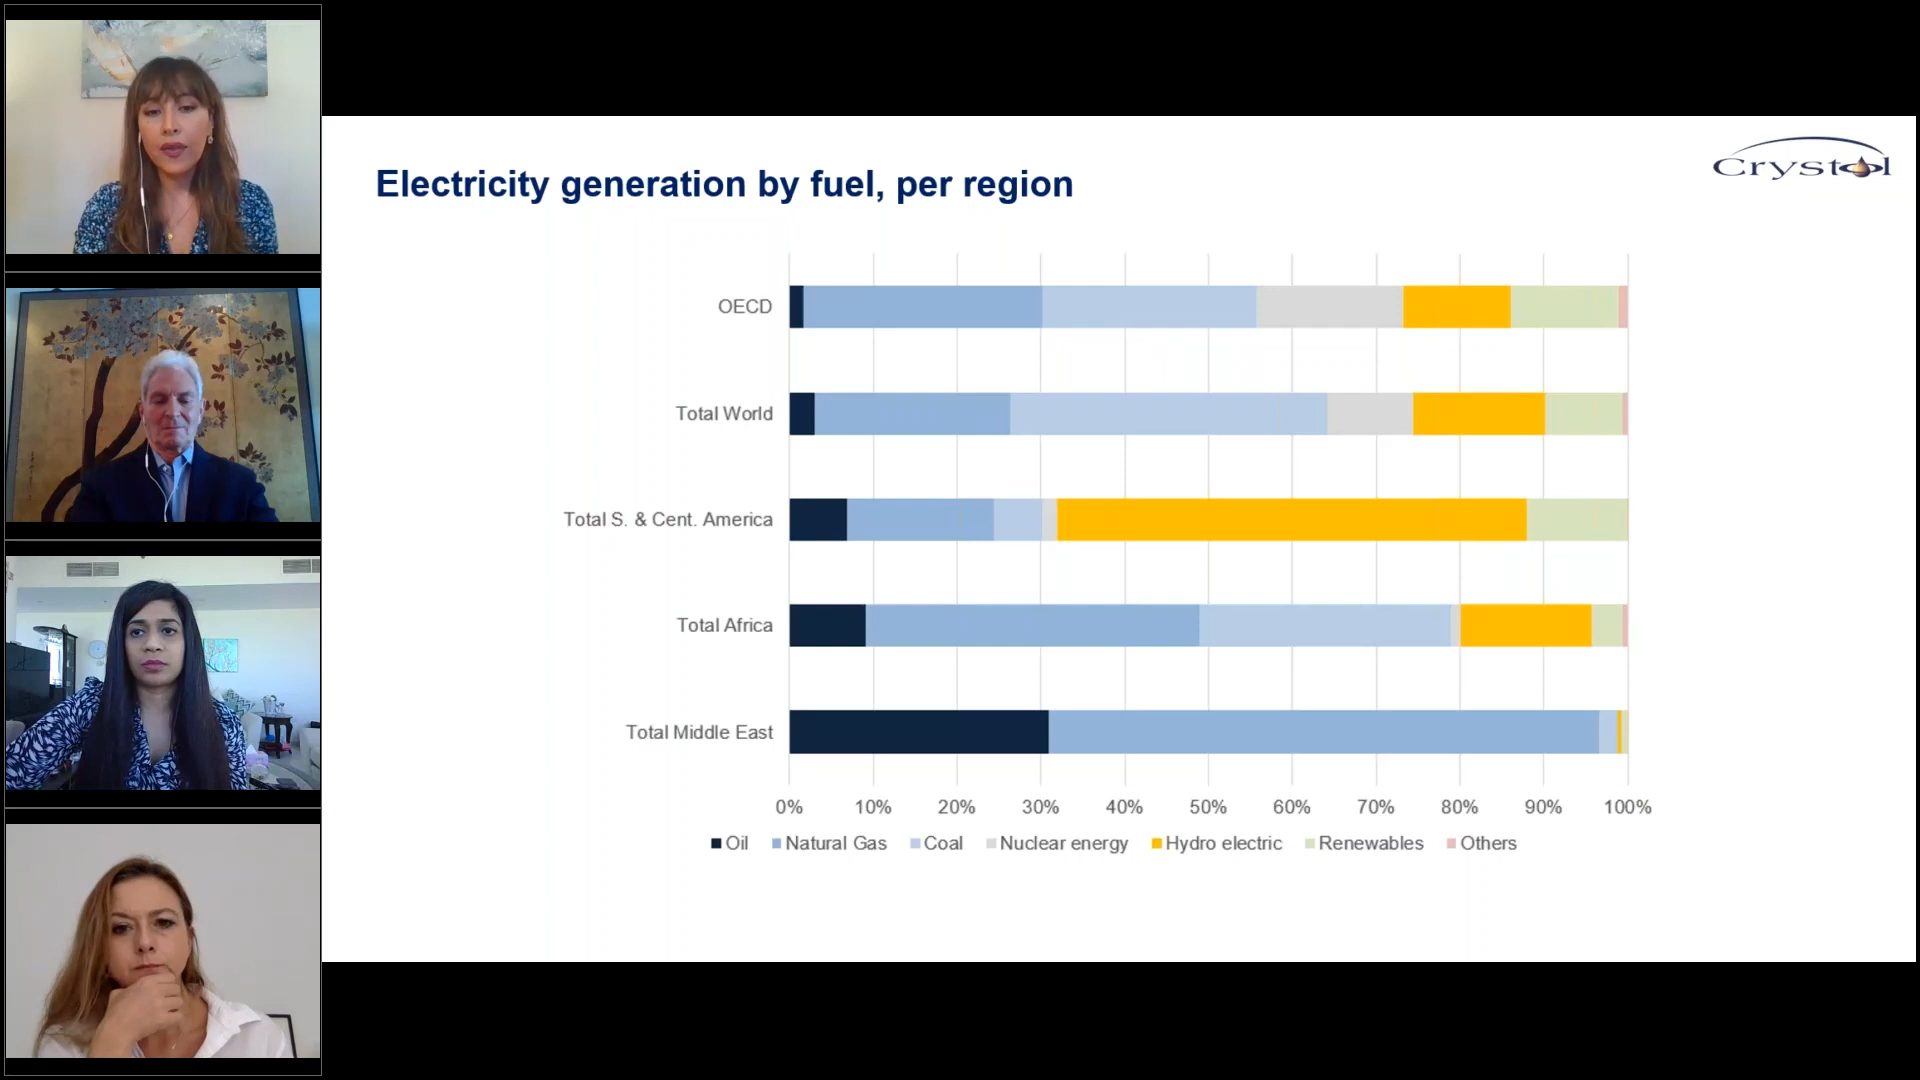 Crystol
Electricity generation by fuel, per region
OECD
Total World
Total S. & Cent. America
Total Africa
Total Middle East
0% 10% 20% 30% 40% 50% 60% 70% 80% 90% 100%
Oil Natural Gas Coal Nuclear energy Hydro electric Renewables Others